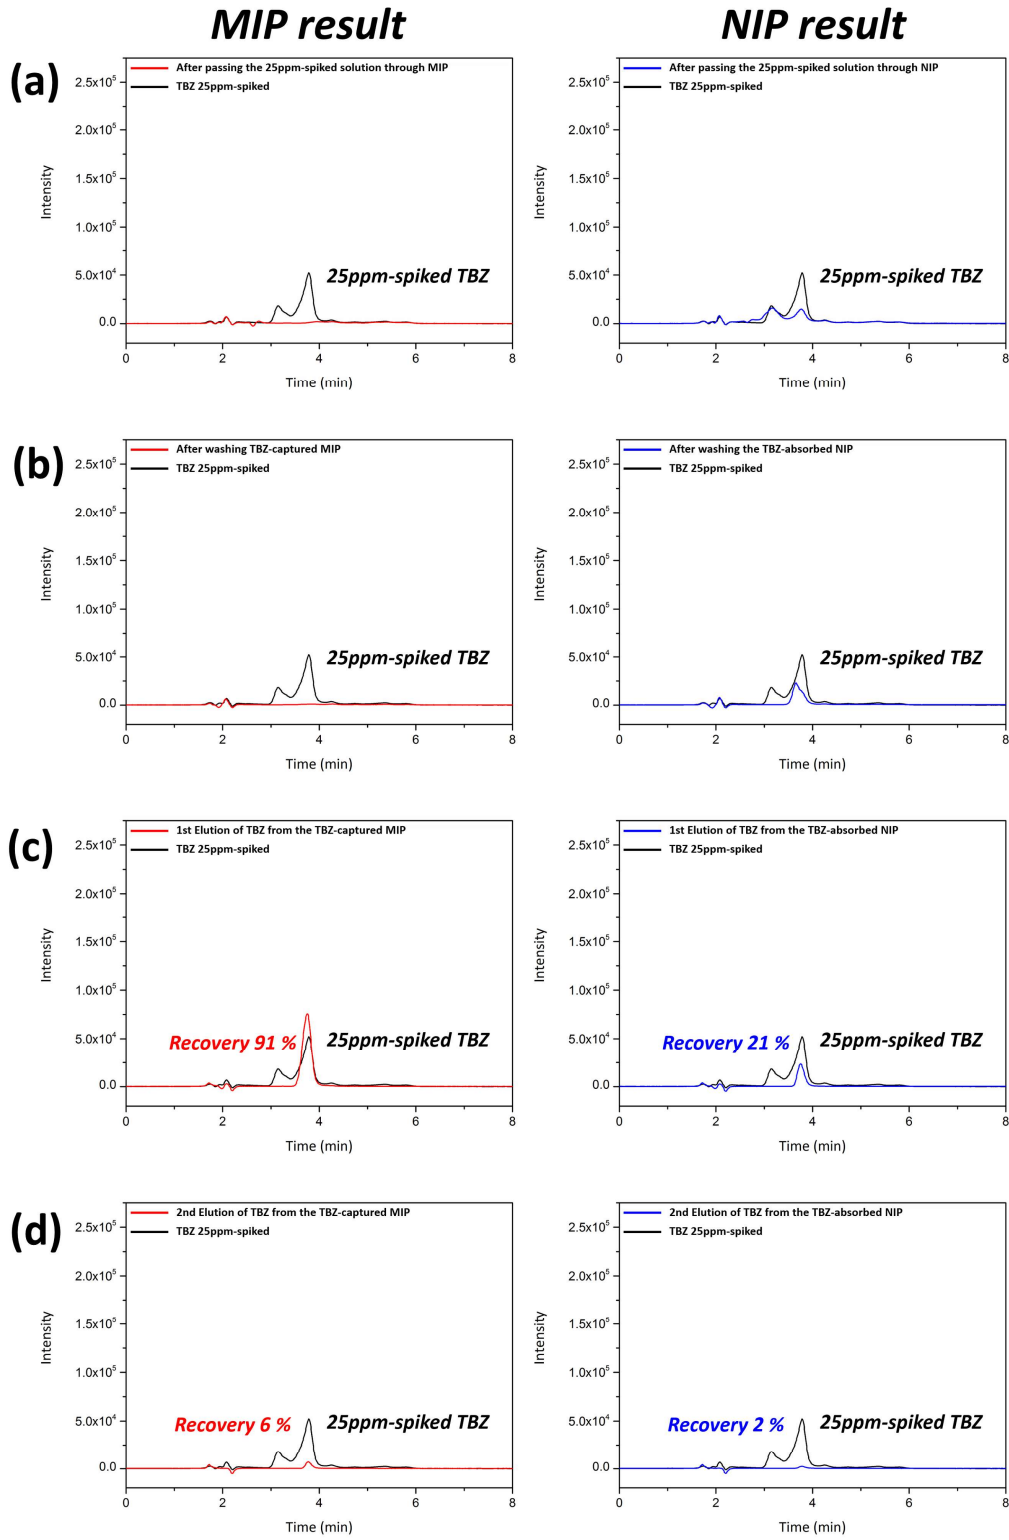 MIP result
NIP result
(a)
After passing the 25ppm-spiked solution through MIP
TBZ 25ppm-spiked
2.5x10⁵
2.0x10⁵
1.5x10⁵
1.0x10⁵
5.0x10⁴
0.0
Intensity
25ppm-spiked TBZ
0 2 4 6 8
Time (min)
After passing the 25ppm-spiked solution through NIP
TBZ 25ppm-spiked
2.5x10⁵
2.0x10⁵
1.5x10⁵
1.0x10⁵
5.0x10⁴
0.0
Intensity
25ppm-spiked TBZ
0 2 4 6 8
Time (min)
(b)
After washing TBZ-captured MIP
TBZ 25ppm-spiked
2.5x10⁵
2.0x10⁵
1.5x10⁵
1.0x10⁵
5.0x10⁴
0.0
Intensity
25ppm-spiked TBZ
0 2 4 6 8
Time (min)
After washing the TBZ-absorbed NIP
TBZ 25ppm-spiked
2.5x10⁵
2.0x10⁵
1.5x10⁵
1.0x10⁵
5.0x10⁴
0.0
Intensity
25ppm-spiked TBZ
0 2 4 6 8
Time (min)
(c)
1st Elution of TBZ from the TBZ-captured MIP
TBZ 25ppm-spiked
2.5x10⁵
2.0x10⁵
1.5x10⁵
1.0x10⁵
5.0x10⁴
0.0
Intensity
Recovery 91 %
25ppm-spiked TBZ
0 2 4 6 8
Time (min)
1st Elution of TBZ from the TBZ-absorbed NIP
TBZ 25ppm-spiked
2.5x10⁵
2.0x10⁵
1.5x10⁵
1.0x10⁵
5.0x10⁴
0.0
Intensity
Recovery 21 %
25ppm-spiked TBZ
0 2 4 6 8
Time (min)
(d)
2nd Elution of TBZ from the TBZ-captured MIP
TBZ 25ppm-spiked
2.5x10⁵
2.0x10⁵
1.5x10⁵
1.0x10⁵
5.0x10⁴
0.0
Intensity
Recovery 6 %
25ppm-spiked TBZ
0 2 4 6 8
Time (min)
2nd Elution of TBZ from the TBZ-absorbed NIP
TBZ 25ppm-spiked
2.5x10⁵
2.0x10⁵
1.5x10⁵
1.0x10⁵
5.0x10⁴
0.0
Intensity
Recovery 2 %
25ppm-spiked TBZ
0 2 4 6 8
Time (min)